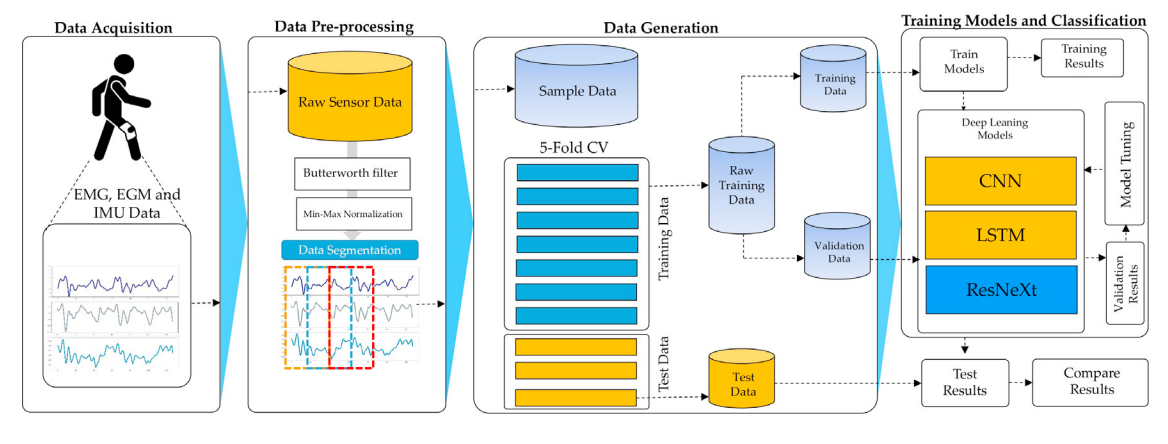 Data Acquisition
EMG, EGM and
IMU Data
Data Pre-processing
Raw Sensor Data
Butterworth filter
Min-Max Normalization
Data Segmentation
Data Generation
Sample Data
5-Fold CV
Training Data
Test Data
Raw
Training
Data
Training
Data
Validation
Data
Test
Data
Training Models and Classification
Train
Models
Training
Results
Deep Leaning
Models
CNN
LSTM
ResNeXt
Model Tuning
Validation
Results
Test
Results
Compare
Results